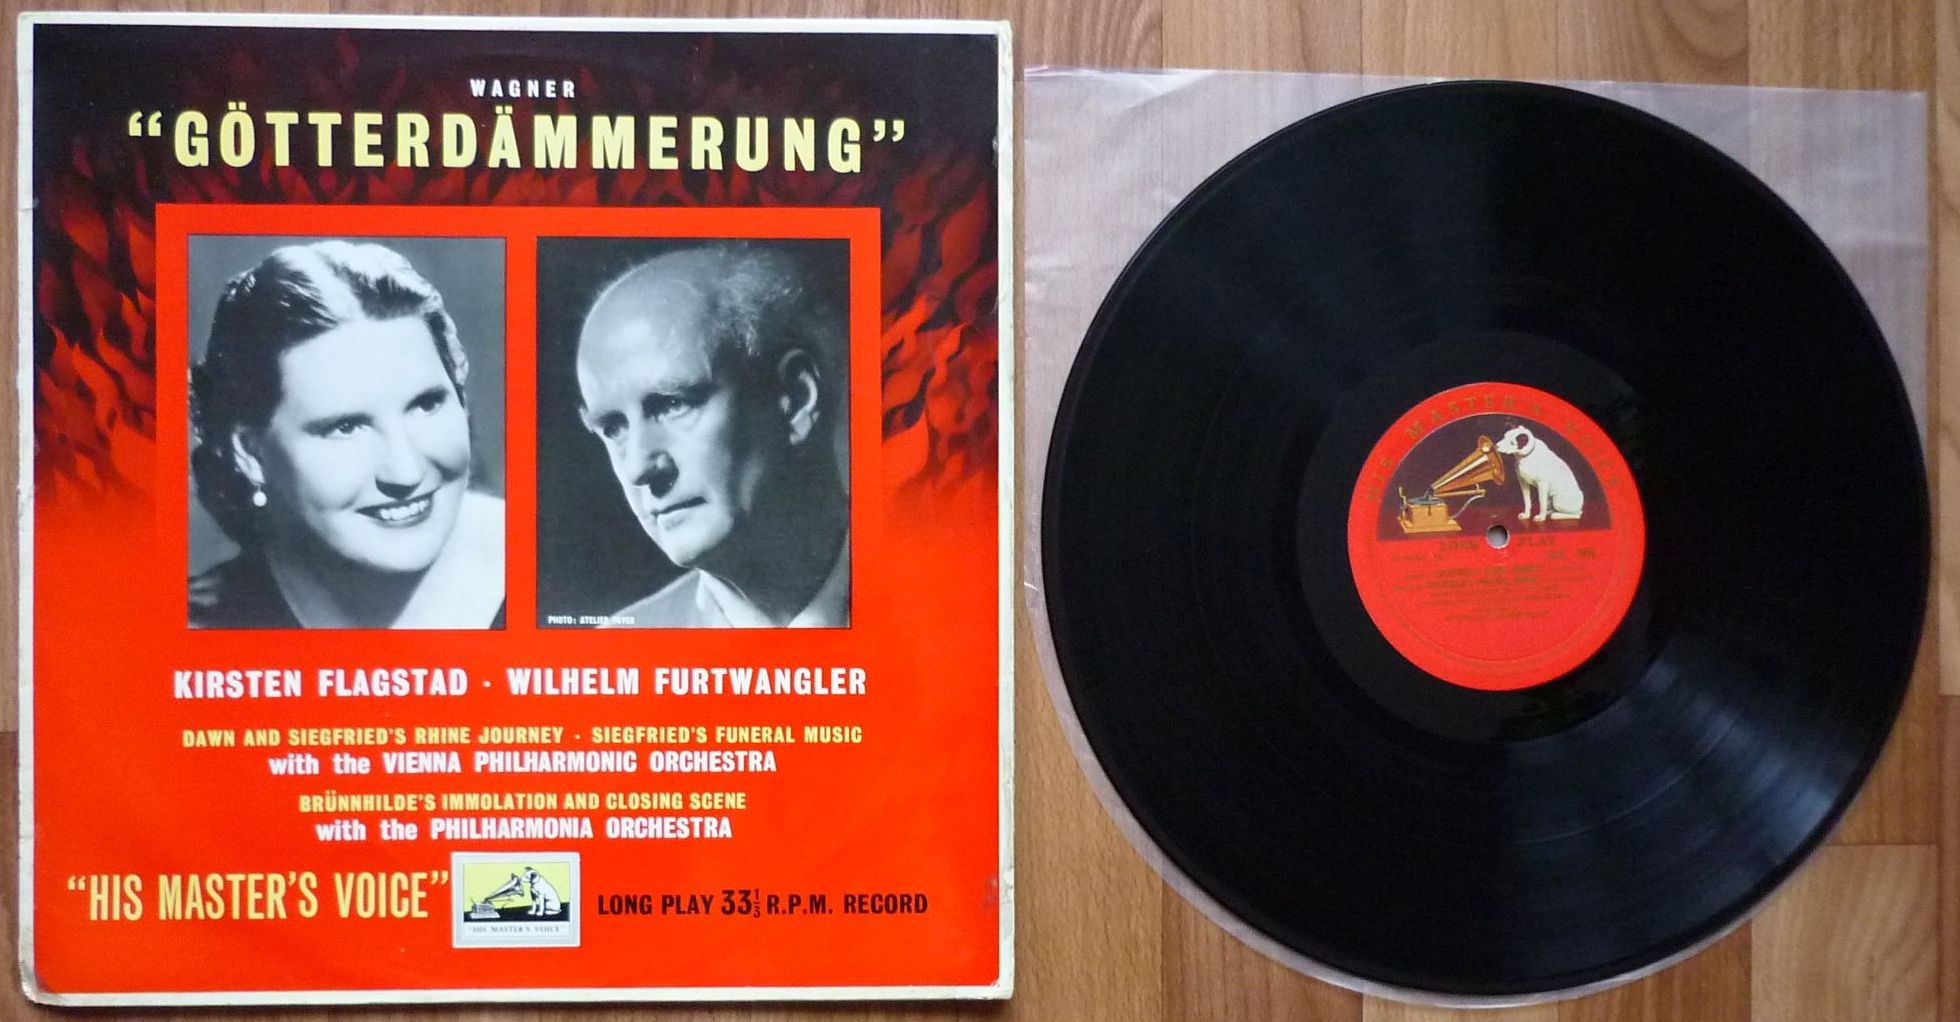 WAGNER
“GÖTTERDÄMMERUNG”
PHOTO: ATELIER FAYER
KIRSTEN FLAGSTAD · WILHELM FURTWANGLER
DAWN AND SIEGFRIED'S RHINE JOURNEY · SIEGFRIED'S FUNERAL MUSIC
with the VIENNA PHILHARMONIC ORCHESTRA
BRÜNNHILDE'S IMMOLATION AND CLOSING SCENE
with the PHILHARMONIA ORCHESTRA
“HIS MASTER'S VOICE”
"HIS MASTER'S VOICE"
LONG PLAY 33⅓ R.P.M. RECORD
HIS MASTER'S VOICE
LONG PLAY